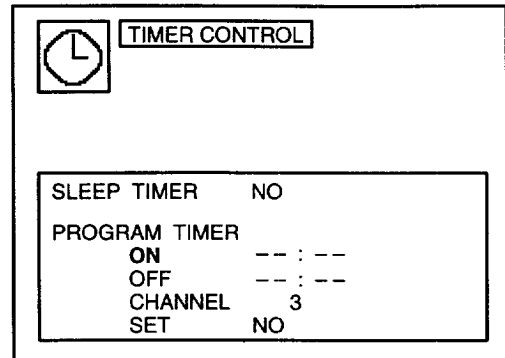 TIMER CONTROL
SLEEP TIMER NO
PROGRAM TIMER
ON -- : --
OFF -- : --
CHANNEL 3
SET NO